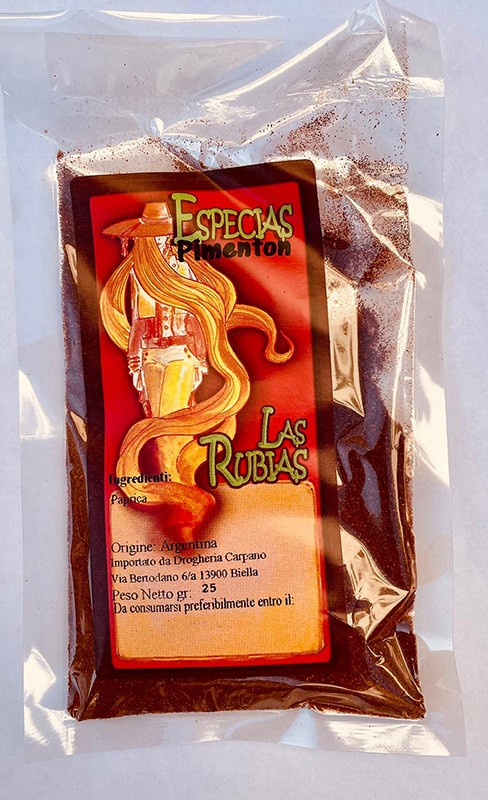 ESPECIAS
Pimenton
LAS
RUBIAS
Ingredienti:
Paprica
Origine: Argentina
Importato da Drogheria Carpano
Via Bertodano 6/a 13900 Biella
Peso Netto gr: 25
Da consumarsi preferibilmente entro il: